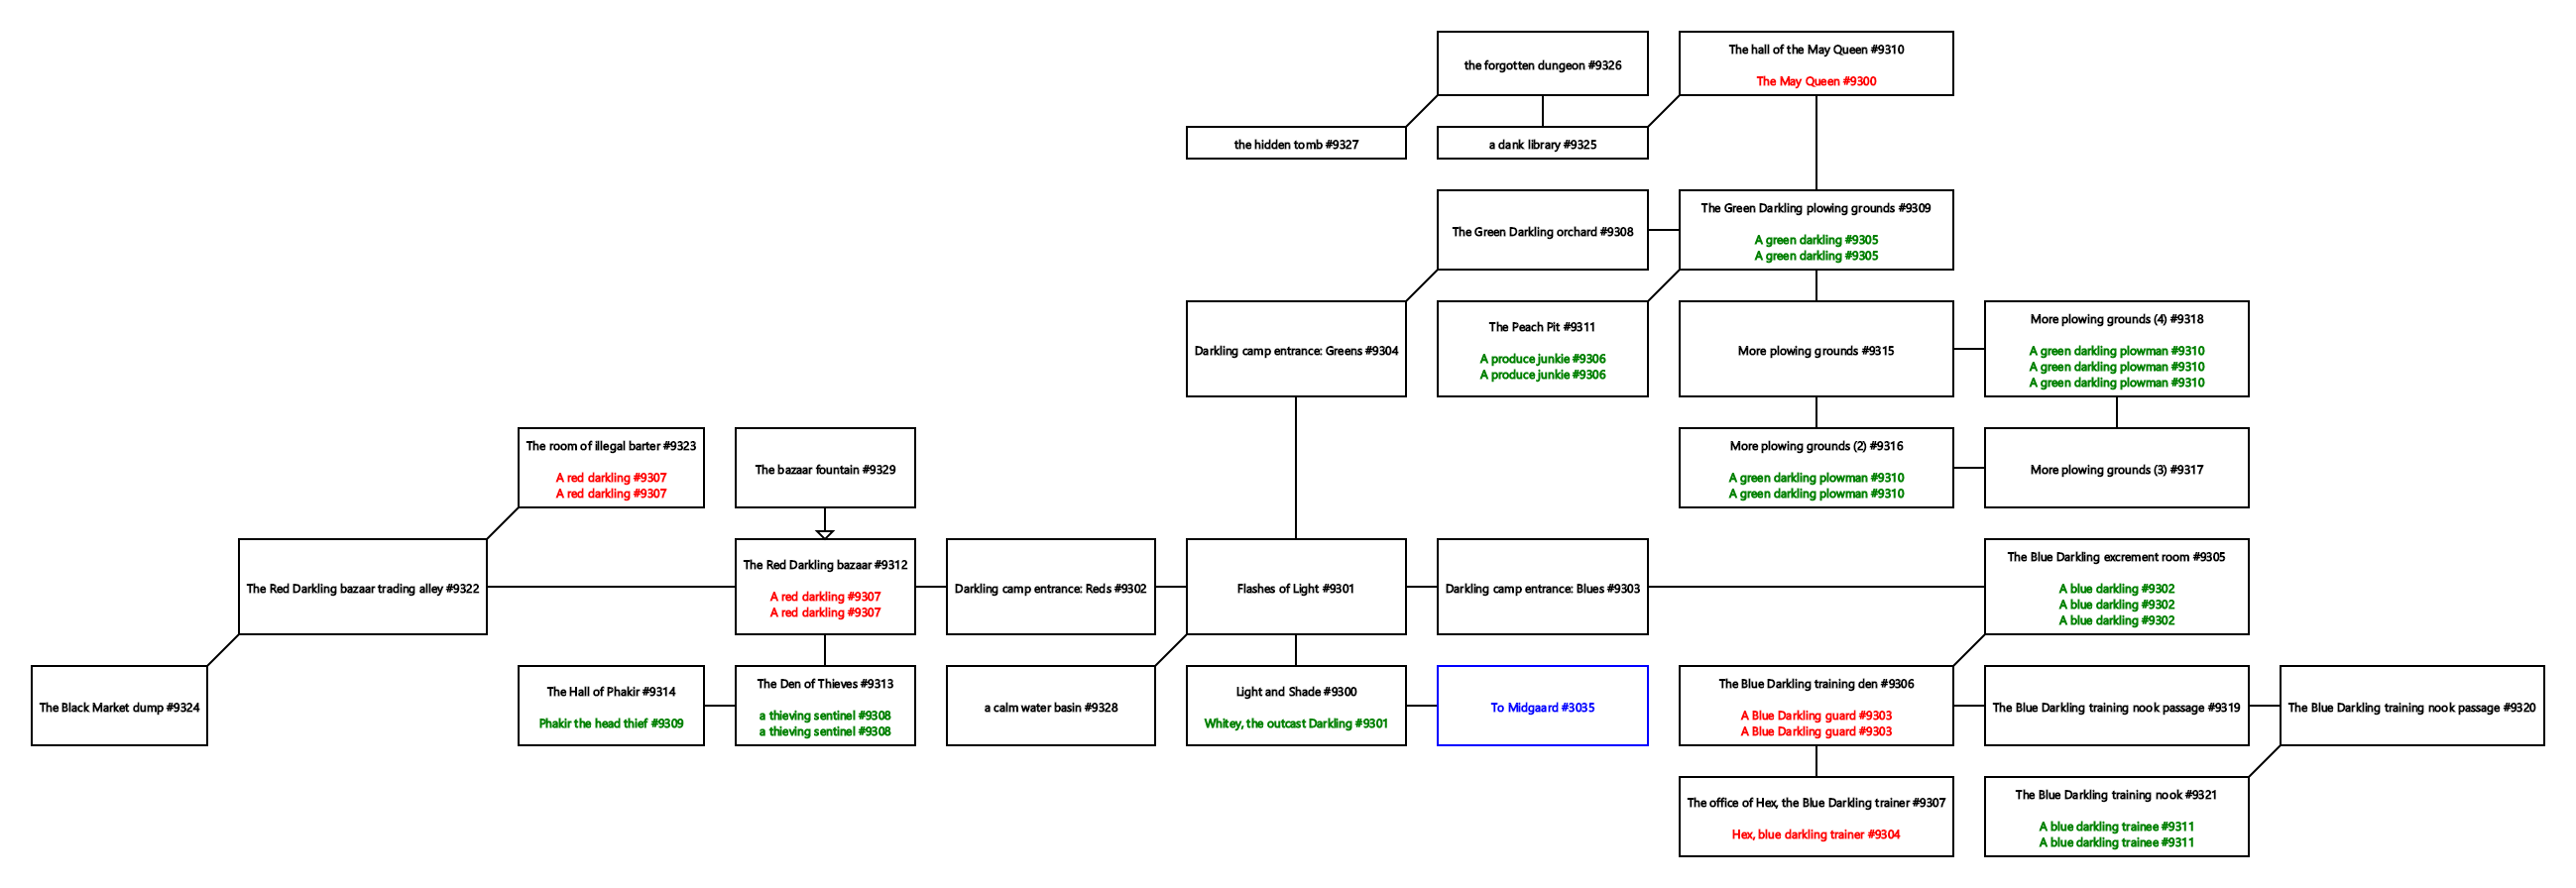 the forgotten dungeon #9326
The hall of the May Queen #9310
The May Queen #9300
the hidden tomb #9327
a dank library #9325
The Green Darkling orchard #9308
The Green Darkling plowing grounds #9309
A green darkling #9305
A green darkling #9305
Darkling camp entrance: Greens #9304
The Peach Pit #9311
A produce junkie #9306
A produce junkie #9306
More plowing grounds #9315
More plowing grounds (4) #9318
A green darkling plowman #9310
A green darkling plowman #9310
A green darkling plowman #9310
The room of illegal barter #9323
A red darkling #9307
A red darkling #9307
The bazaar fountain #9329
More plowing grounds (2) #9316
A green darkling plowman #9310
A green darkling plowman #9310
More plowing grounds (3) #9317
The Red Darkling bazaar trading alley #9322
The Red Darkling bazaar #9312
A red darkling #9307
A red darkling #9307
Darkling camp entrance: Reds #9302
Flashes of Light #9301
Darkling camp entrance: Blues #9303
The Blue Darkling excrement room #9305
A blue darkling #9302
A blue darkling #9302
A blue darkling #9302
The Black Market dump #9324
The Hall of Phakir #9314
Phakir the head thief #9309
The Den of Thieves #9313
a thieving sentinel #9308
a thieving sentinel #9308
a calm water basin #9328
Light and Shade #9300
Whitey, the outcast Darkling #9301
To Midgaard #3035
The Blue Darkling training den #9306
A Blue Darkling guard #9303
A Blue Darkling guard #9303
The Blue Darkling training nook passage #9319
The Blue Darkling training nook passage #9320
The office of Hex, the Blue Darkling trainer #9307
Hex, blue darkling trainer #9304
The Blue Darkling training nook #9321
A blue darkling trainee #9311
A blue darkling trainee #9311